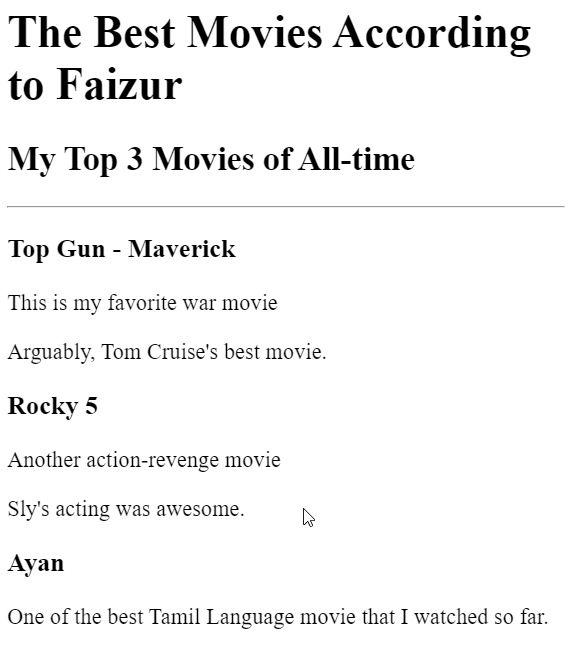 The Best Movies According
to Faizur
My Top 3 Movies of All-time
Top Gun - Maverick
This is my favorite war movie
Arguably, Tom Cruise's best movie.
Rocky 5
Another action-revenge movie
Sly's acting was awesome.
Ayan
One of the best Tamil Language movie that I watched so far.